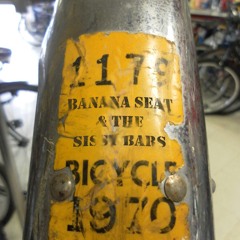 1179
BANANA SEAT
& THE
SISSY BARS
BICYCLE
1970